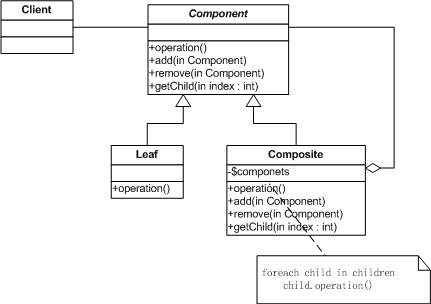 Client
Component
+operation()
+add(in Component)
+remove(in Component)
+getChild(in index : int)
Leaf
+operation()
Composite
-$componets
+operation()
+add(in Component)
+remove(in Component)
+getChild(in index : int)
foreach child in children
child.operation()